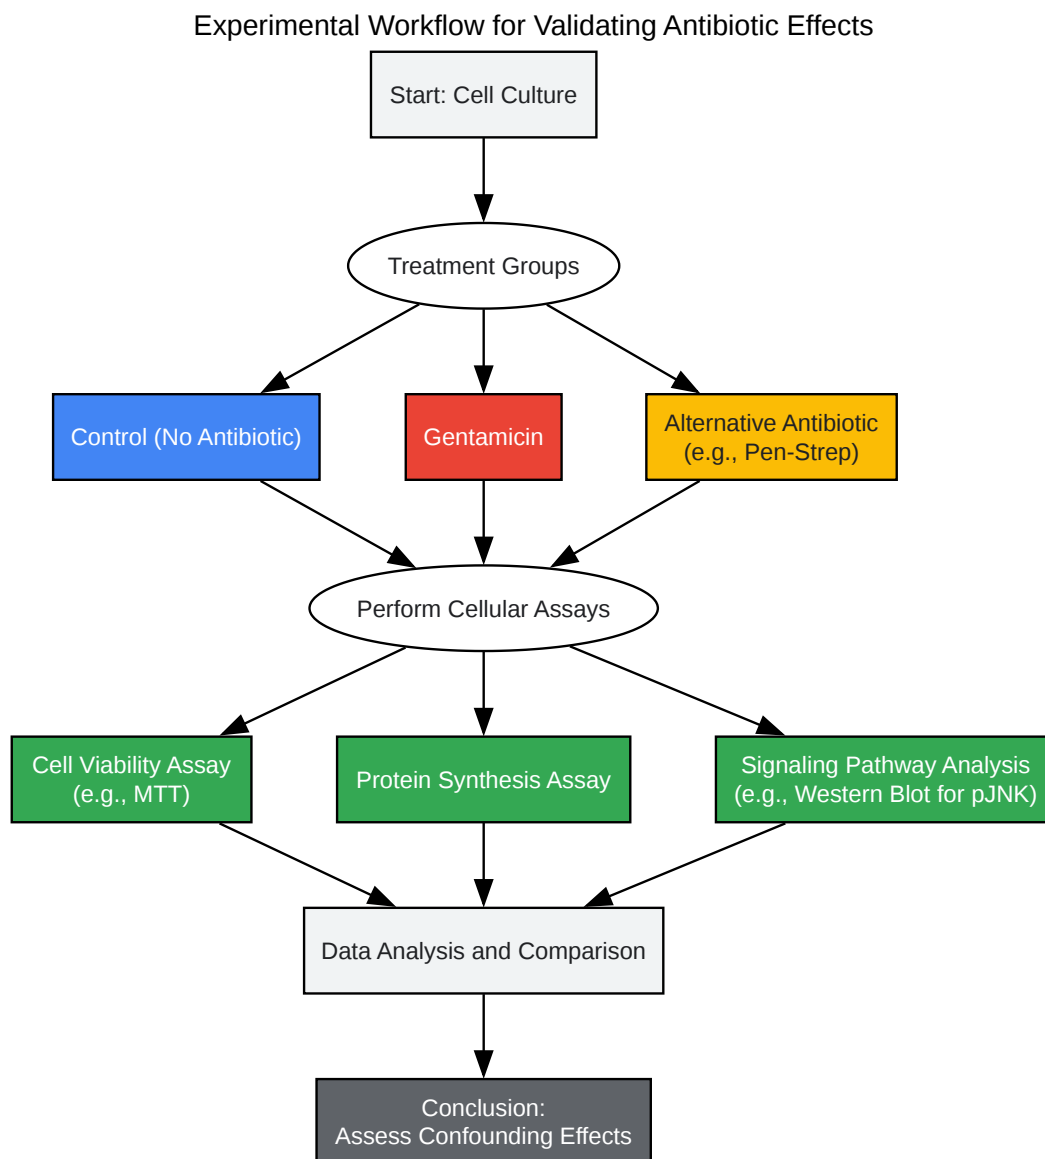 Experimental Workflow for Validating Antibiotic Effects
Start: Cell Culture
Treatment Groups
Control (No Antibiotic)
Gentamicin
Alternative Antibiotic
(e.g., Pen-Strep)
Perform Cellular Assays
Cell Viability Assay
(e.g., MTT)
Protein Synthesis Assay
Signaling Pathway Analysis
(e.g., Western Blot for pJNK)
Data Analysis and Comparison
Conclusion:
Assess Confounding Effects